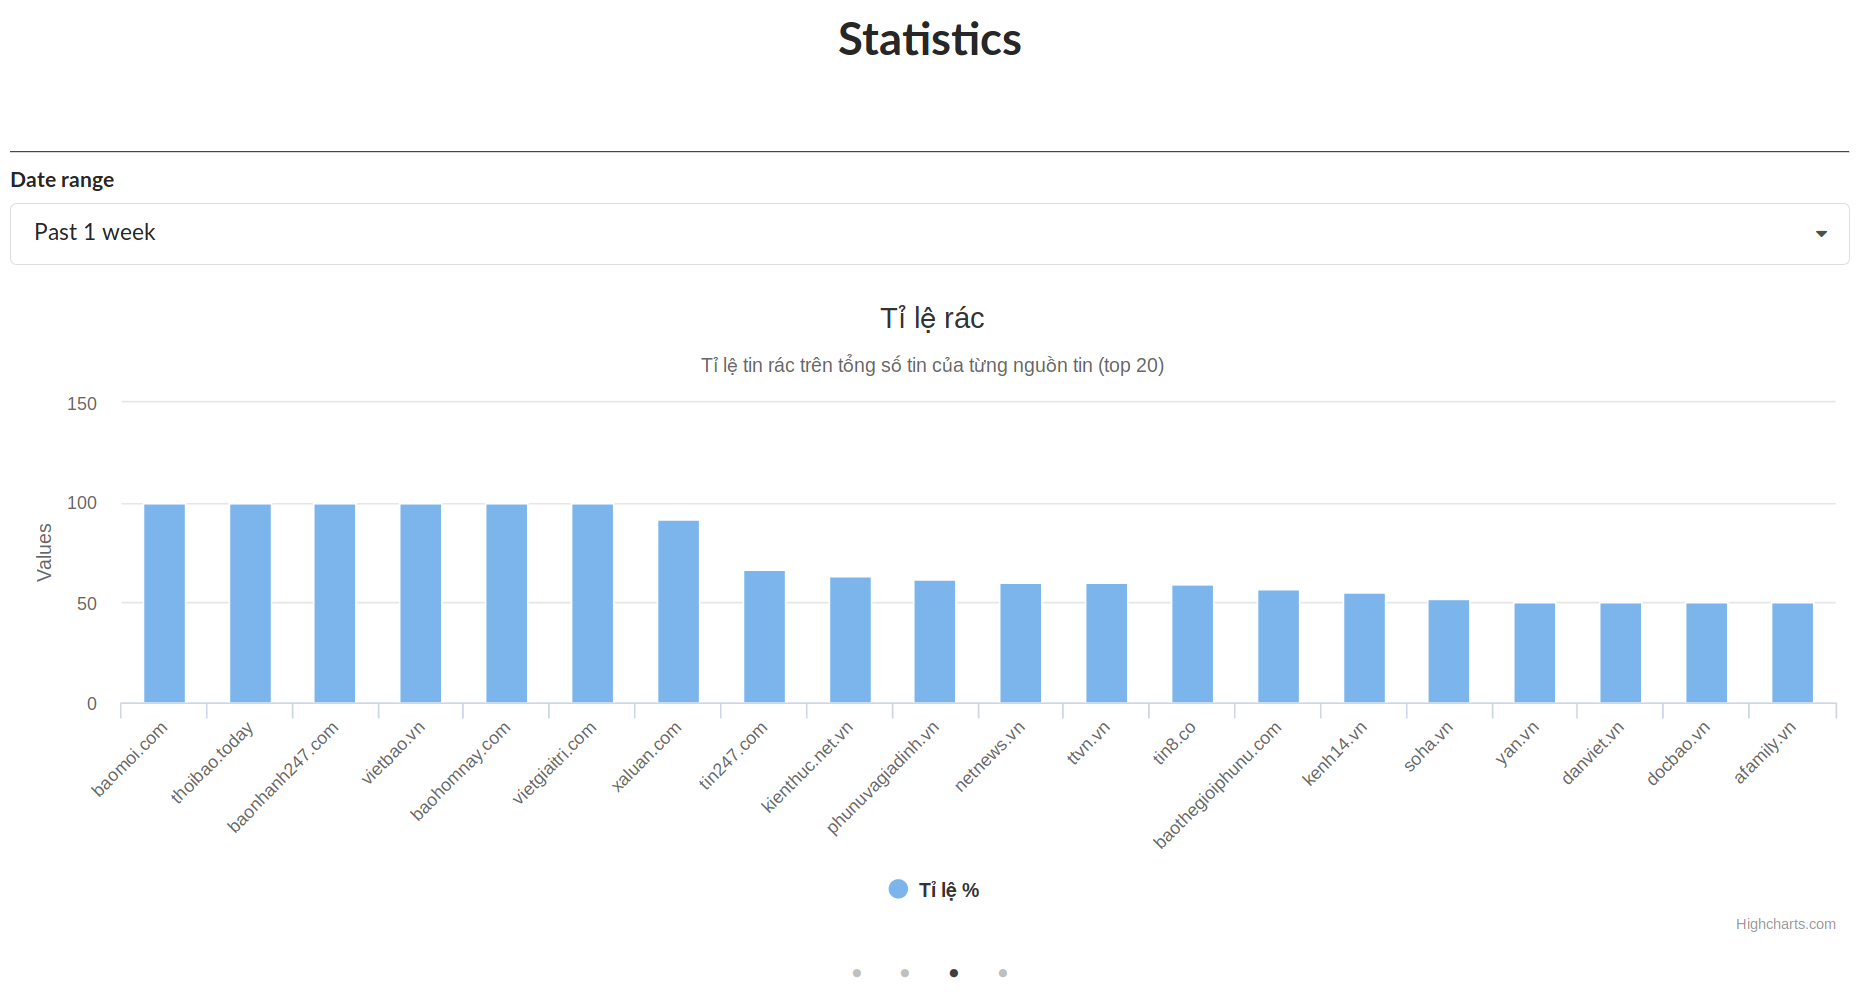 Statistics
Date range
Past 1 week
Tỉ lệ rác
Tỉ lệ tin rác trên tổng số tin của từng nguồn tin (top 20)
150
100
50
0
Values
baomoi.com
thoibao.today
baonhanh247.com
vietbao.vn
baohomnay.com
vietgiaitri.com
xaluan.com
tin247.com
kienthuc.net.vn
phunuvagiadinh.vn
netnews.vn
ttvn.vn
tin8.co
baothegioiphunu.com
kenh14.vn
soha.vn
yan.vn
danviet.vn
docbao.vn
afamily.vn
Tỉ lệ %
Highcharts.com